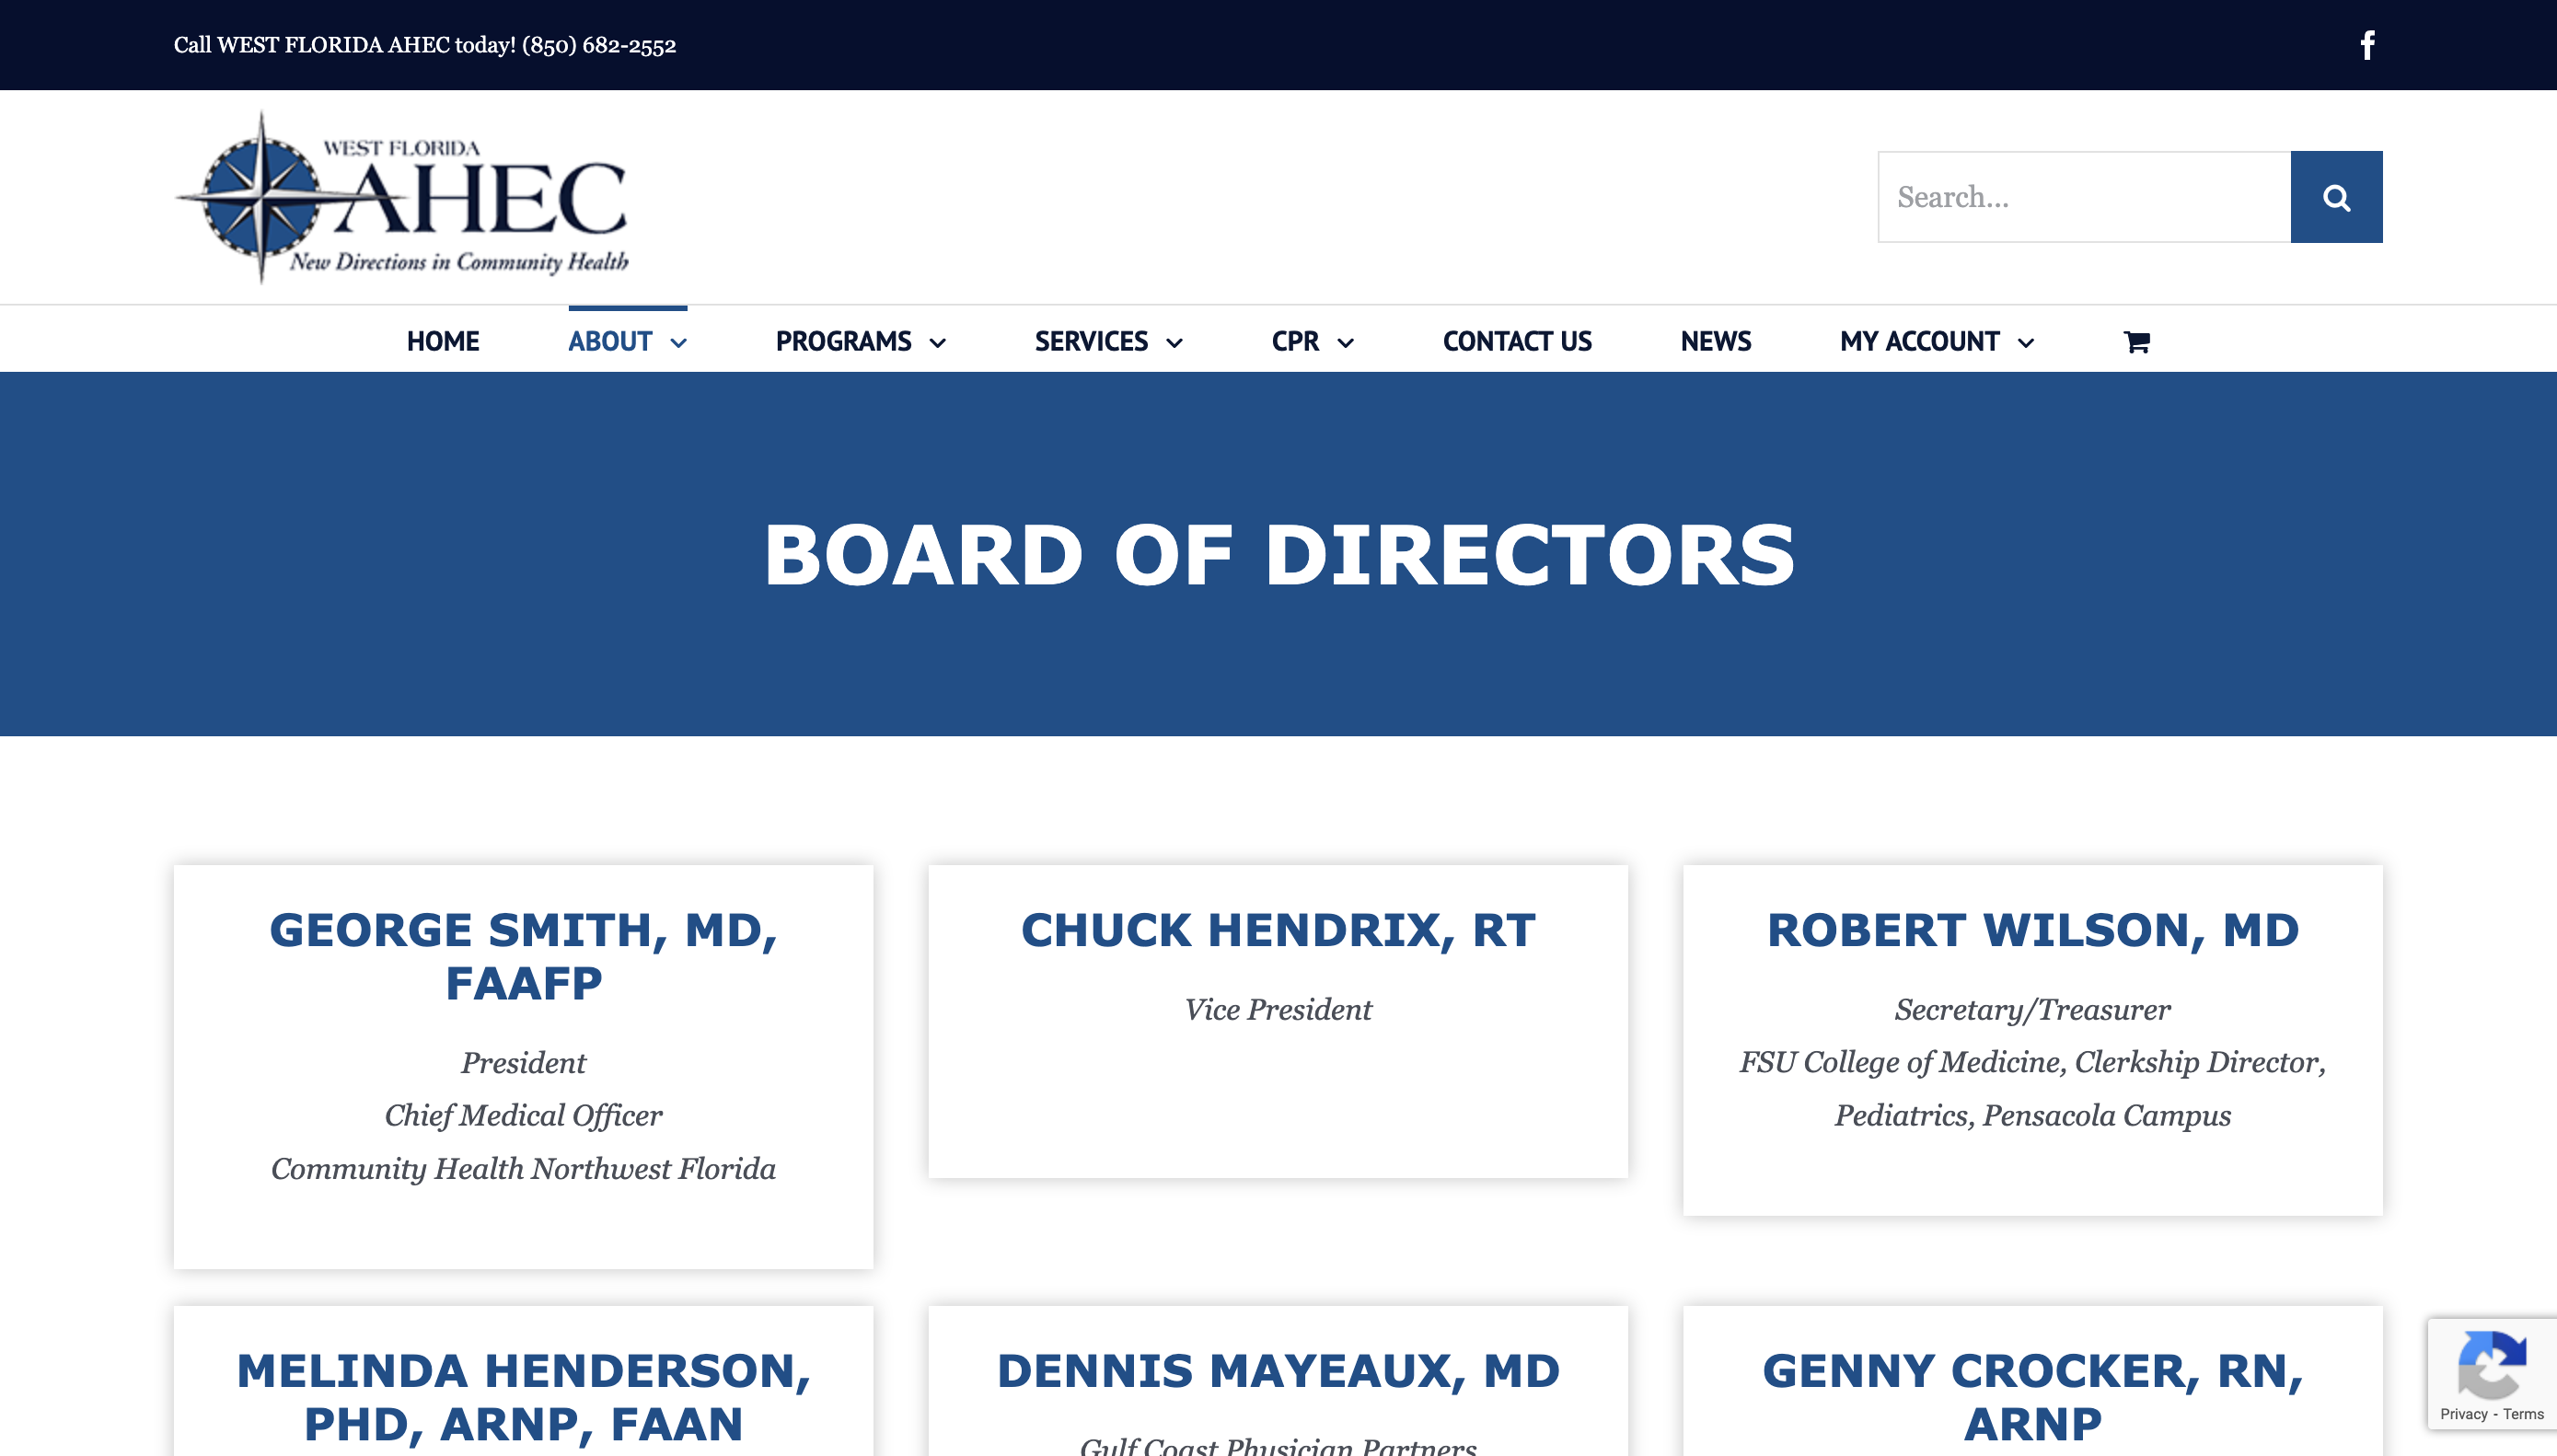 Call WEST FLORIDA AHEC today! (850) 682-2552
WEST FLORIDA
AHEC
New Directions in Community Health
Search...
HOME ABOUT PROGRAMS SERVICES CPR CONTACT US NEWS MY ACCOUNT
BOARD OF DIRECTORS
GEORGE SMITH, MD,
FAAFP
President
Chief Medical Officer
Community Health Northwest Florida
CHUCK HENDRIX, RT
Vice President
ROBERT WILSON, MD
Secretary/Treasurer
FSU College of Medicine, Clerkship Director,
Pediatrics, Pensacola Campus
MELINDA HENDERSON,
PHD, ARNP, FAAN
DENNIS MAYEAUX, MD
Gulf Coast Physician Partners
GENNY CROCKER, RN,
ARNP
Privacy - Terms